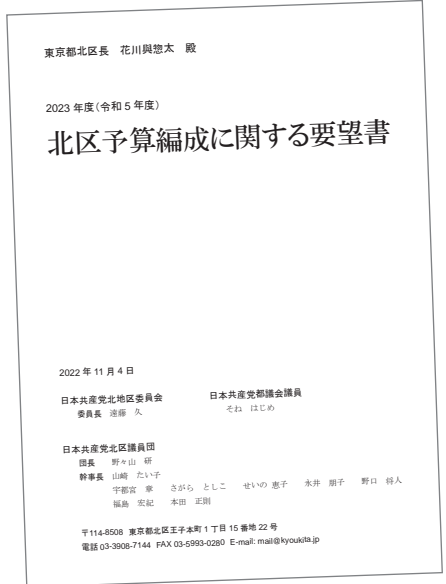 東京都北区長 花川與惣太 殿
2023 年度(令和 5 年度)
北区予算編成に関する要望書
2022 年 11 月 4 日
日本共産党北地区委員会 日本共産党都議会議員
委員長 遠藤 久 そね はじめ
日本共産党北区議員団
団長 野々山 研
幹事長 山崎 たい子
宇都宮 章 さがら としこ せいの 恵子 永井 朋子 野口 将人
福島 宏紀 本田 正則
〒114-8508 東京都北区王子本町 1 丁目 15 番地 22 号
電話 03-3908-7144 FAX 03-5993-0280 E-mail: mail@kyoukita.jp